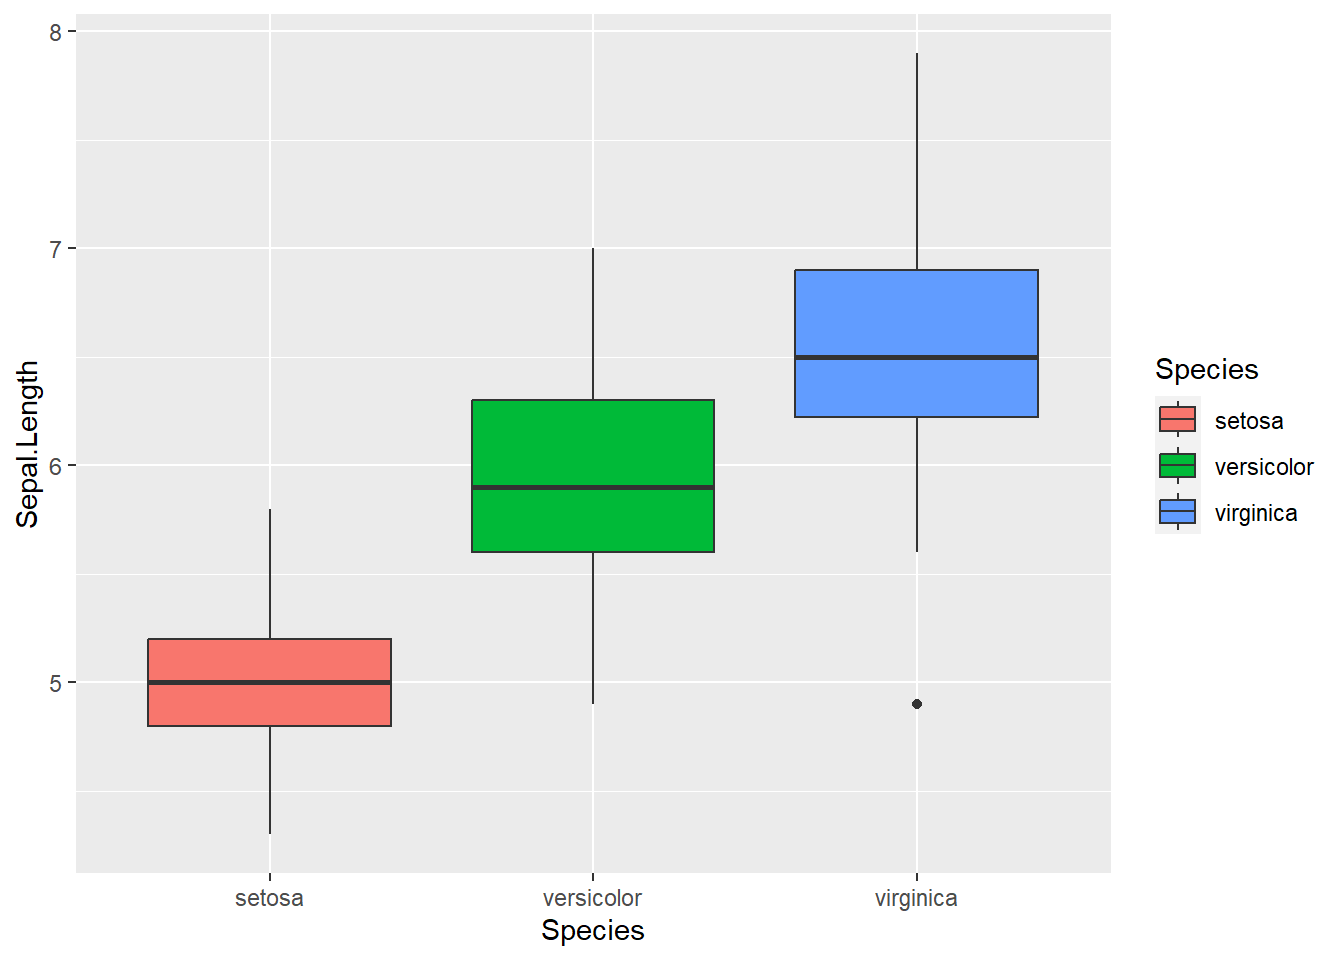 8
7
6
5
Sepal.Length
setosa
versicolor
virginica
Species
Species
setosa
versicolor
virginica